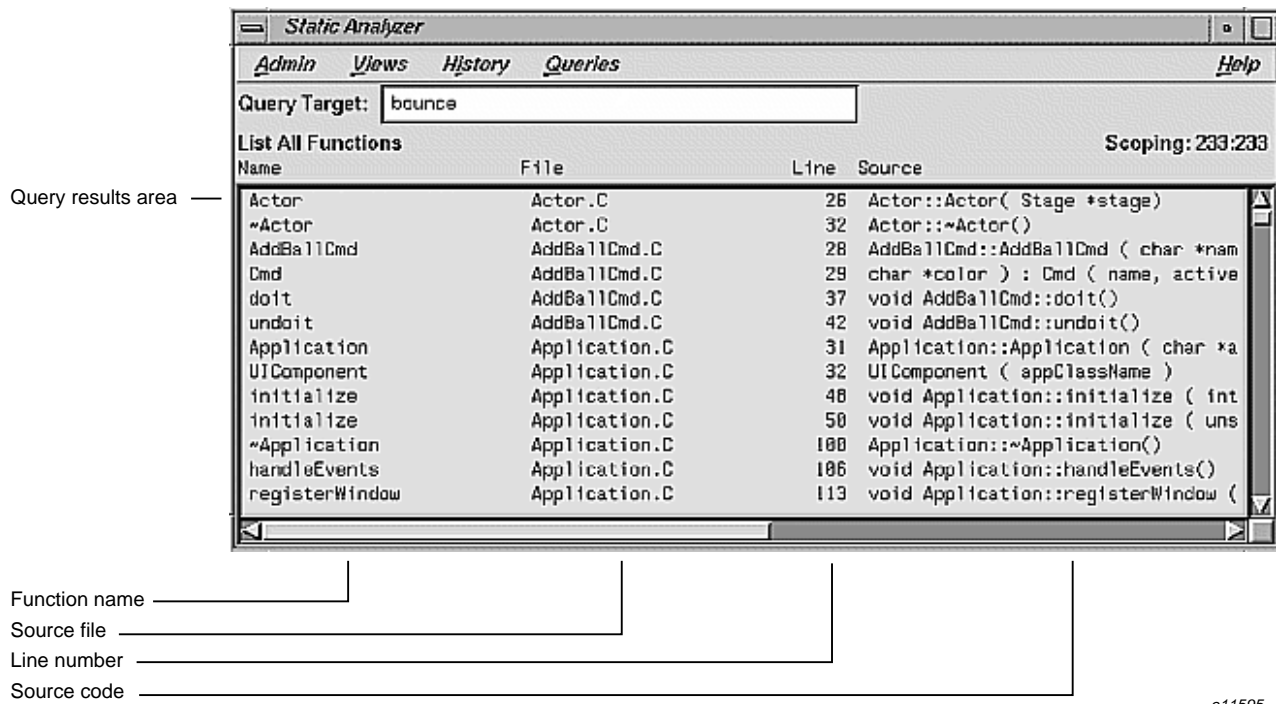 Static Analyzer
Admin Views History Queries Help
Query Target: bounce
List All Functions Scoping: 233:233
Name File Line Source
Query results area
Actor Actor.C 26 Actor::Actor( Stage *stage)
~Actor Actor.C 32 Actor::~Actor()
AddBallCmd AddBallCmd.C 28 AddBallCmd::AddBallCmd ( char *nam
Cmd AddBallCmd.C 29 char *color ) : Cmd ( name, active
doit AddBallCmd.C 37 void AddBallCmd::doit()
undoit AddBallCmd.C 42 void AddBallCmd::undoit()
Application Application.C 31 Application::Application ( char *a
UIComponent Application.C 32 UIComponent ( appClassName )
initialize Application.C 48 void Application::initialize ( int
initialize Application.C 50 void Application::initialize ( uns
~Application Application.C 100 Application::~Application()
handleEvents Application.C 106 void Application::handleEvents()
registerWindow Application.C 113 void Application::registerWindow (
Function name
Source file
Line number
Source code